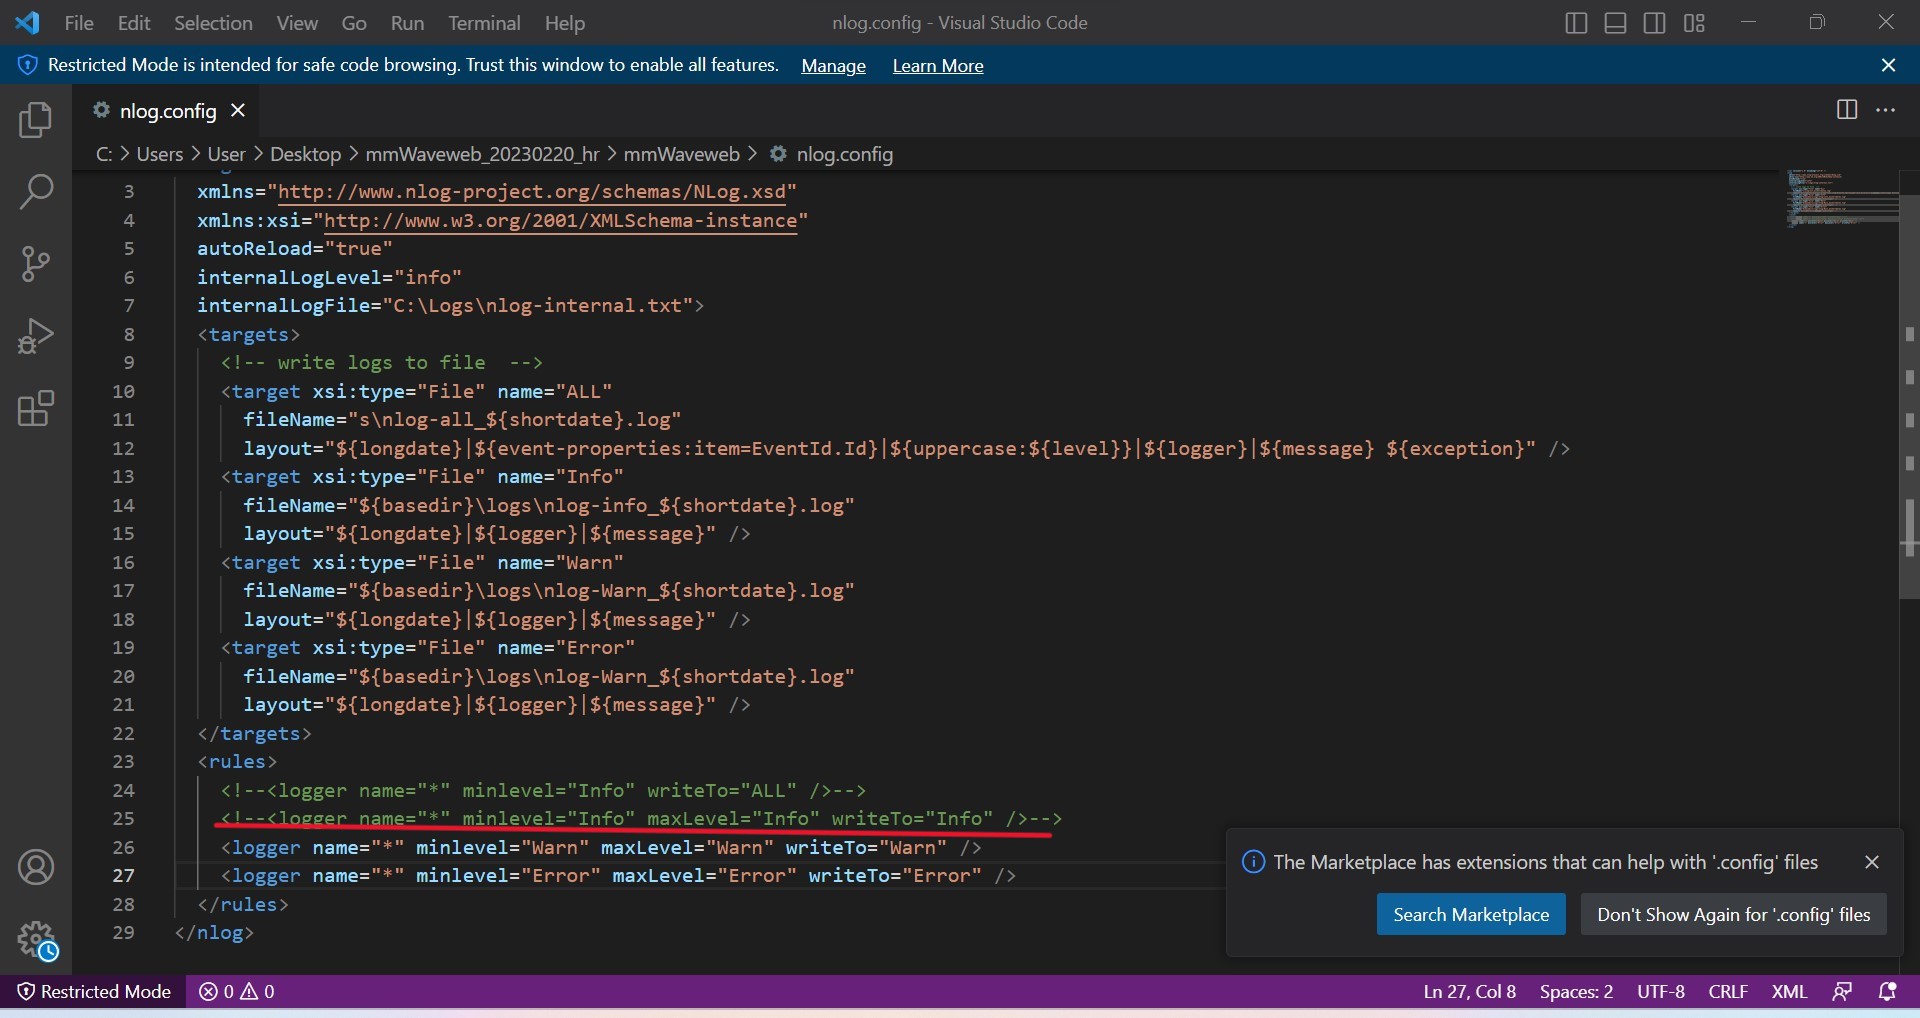 File Edit Selection View Go Run Terminal Help nlog.config - Visual Studio Code
Restricted Mode is intended for safe code browsing. Trust this window to enable all features. Manage Learn More
nlog.config
C: > Users > User > Desktop > mmWaveweb_20230220_hr > mmWaveweb > nlog.config
3 xmlns="http://www.nlog-project.org/schemas/NLog.xsd"
4 xmlns:xsi="http://www.w3.org/2001/XMLSchema-instance"
5 autoReload="true"
6 internalLogLevel="info"
7 internalLogFile="C:\Logs\nlog-internal.txt">
8 <targets>
9 <!-- write logs to file  -->
10 <target xsi:type="File" name="ALL"
11 fileName="s\nlog-all_${shortdate}.log"
12 layout="${longdate}|${event-properties:item=EventId.Id}|${uppercase:${level}}|${logger}|${message} ${exception}" />
13 <target xsi:type="File" name="Info"
14 fileName="${basedir}\logs\nlog-info_${shortdate}.log"
15 layout="${longdate}|${logger}|${message}" />
16 <target xsi:type="File" name="Warn"
17 fileName="${basedir}\logs\nlog-Warn_${shortdate}.log"
18 layout="${longdate}|${logger}|${message}" />
19 <target xsi:type="File" name="Error"
20 fileName="${basedir}\logs\nlog-Warn_${shortdate}.log"
21 layout="${longdate}|${logger}|${message}" />
22 </targets>
23 <rules>
24 <!--<logger name="*" minlevel="Info" writeTo="ALL" />-->
25 <!--<logger name="*" minlevel="Info" maxLevel="Info" writeTo="Info" />-->
26 <logger name="*" minlevel="Warn" maxLevel="Warn" writeTo="Warn" />
27 <logger name="*" minlevel="Error" maxLevel="Error" writeTo="Error" />
28 </rules>
29 </nlog>
The Marketplace has extensions that can help with '.config' files
Search Marketplace Don't Show Again for '.config' files
Restricted Mode 0 0 Ln 27, Col 8 Spaces: 2 UTF-8 CRLF XML